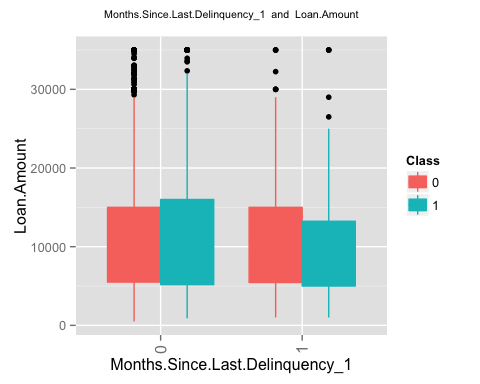 Months.Since.Last.Delinquency_1 and Loan.Amount
30000
20000
10000
0
Loan.Amount
0
1
Months.Since.Last.Delinquency_1
Class
0
1